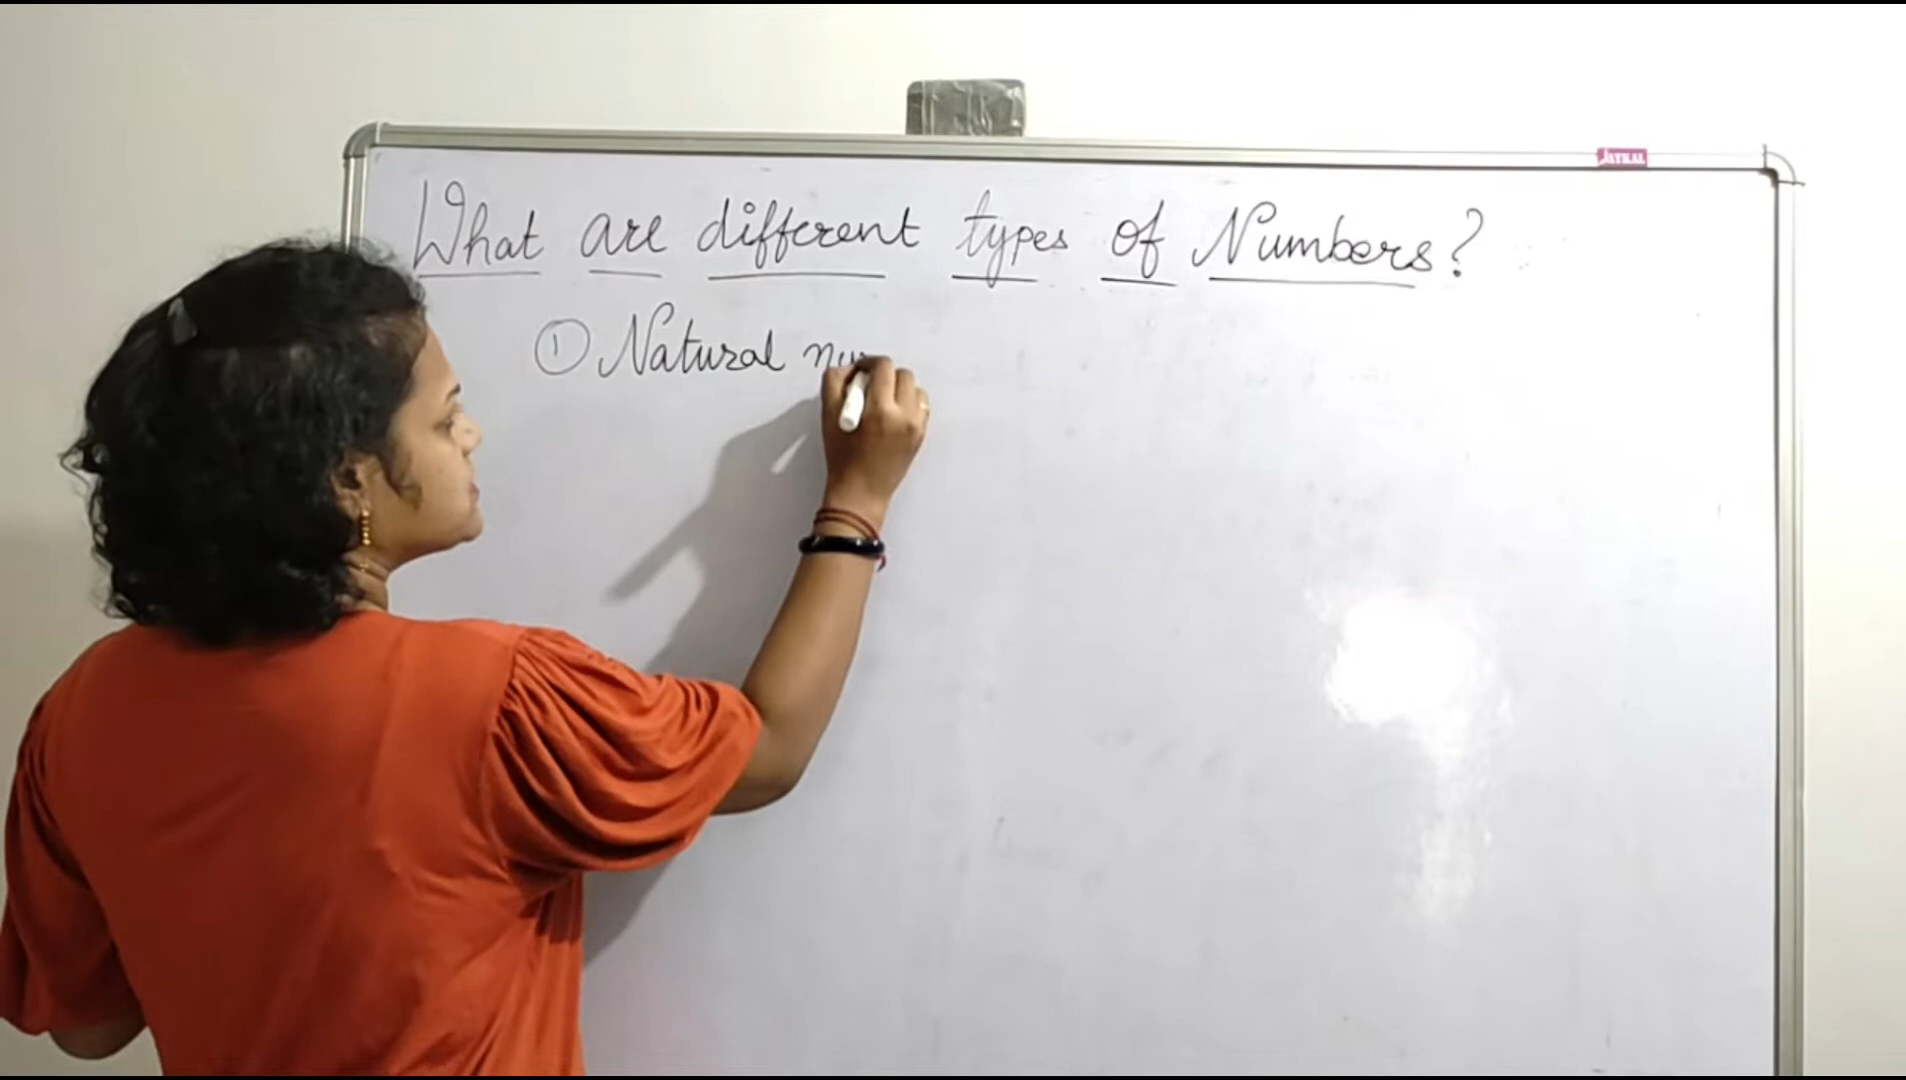 What are different types of Numbers?
① Natural